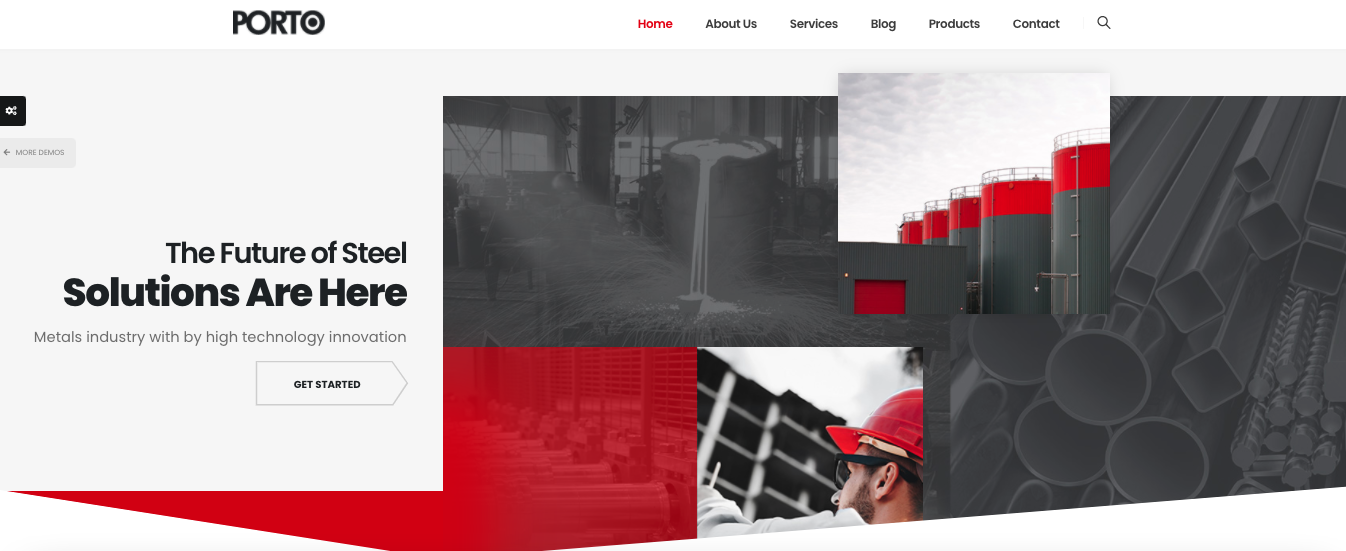 PORTO
Home About Us Services Blog Products Contact
MORE DEMOS
The Future of Steel
Solutions Are Here
Metals industry with by high technology innovation
GET STARTED